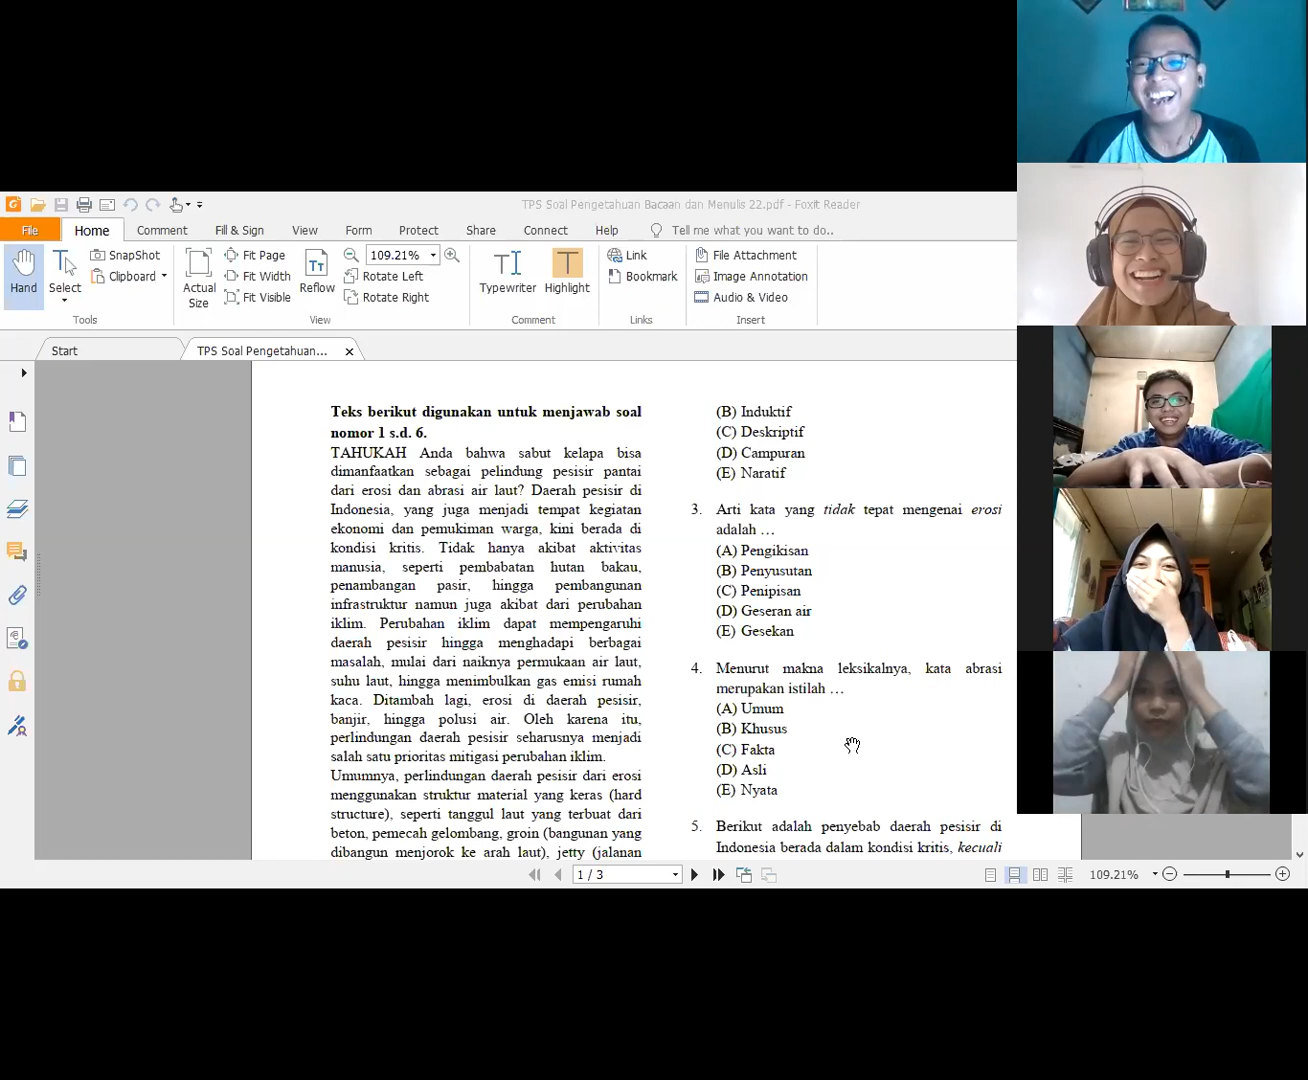 TPS Soal Pengetahuan Bacaan dan Menulis 22.pdf - Foxit Reader
File Home Comment Fill & Sign View Form Protect Share Connect Help Tell me what you want to do..
Hand
Select
SnapShot
Clipboard
Tools
Actual
Size
Fit Page
Fit Width
Fit Visible
Reflow
109.21%
Rotate Left
Rotate Right
View
Typewriter
Highlight
Comment
Link
Bookmark
Links
File Attachment
Image Annotation
Audio & Video
Insert
Start
TPS Soal Pengetahuan...
Teks berikut digunakan untuk menjawab soal
nomor 1 s.d. 6.
TAHUKAH Anda bahwa sabut kelapa bisa
dimanfaatkan sebagai pelindung pesisir pantai
dari erosi dan abrasi air laut? Daerah pesisir di
Indonesia, yang juga menjadi tempat kegiatan
ekonomi dan pemukiman warga, kini berada di
kondisi kritis. Tidak hanya akibat aktivitas
manusia, seperti pembabatan hutan bakau,
penambangan pasir, hingga pembangunan
infrastruktur namun juga akibat dari perubahan
iklim. Perubahan iklim dapat mempengaruhi
daerah pesisir hingga menghadapi berbagai
masalah, mulai dari naiknya permukaan air laut,
suhu laut, hingga menimbulkan gas emisi rumah
kaca. Ditambah lagi, erosi di daerah pesisir,
banjir, hingga polusi air. Oleh karena itu,
perlindungan daerah pesisir seharusnya menjadi
salah satu prioritas mitigasi perubahan iklim.
Umumnya, perlindungan daerah pesisir dari erosi
menggunakan struktur material yang keras (hard
structure), seperti tanggul laut yang terbuat dari
beton, pemecah gelombang, groin (bangunan yang
dibangun menjorok ke arah laut), jetty (jalanan
(B) Induktif
(C) Deskriptif
(D) Campuran
(E) Naratif
3. Arti kata yang tidak tepat mengenai erosi
adalah …
(A) Pengikisan
(B) Penyusutan
(C) Penipisan
(D) Geseran air
(E) Gesekan
4. Menurut makna leksikalnya, kata abrasi
merupakan istilah …
(A) Umum
(B) Khusus
(C) Fakta
(D) Asli
(E) Nyata
5. Berikut adalah penyebab daerah pesisir di
Indonesia berada dalam kondisi kritis, kecuali
1 / 3
109.21%